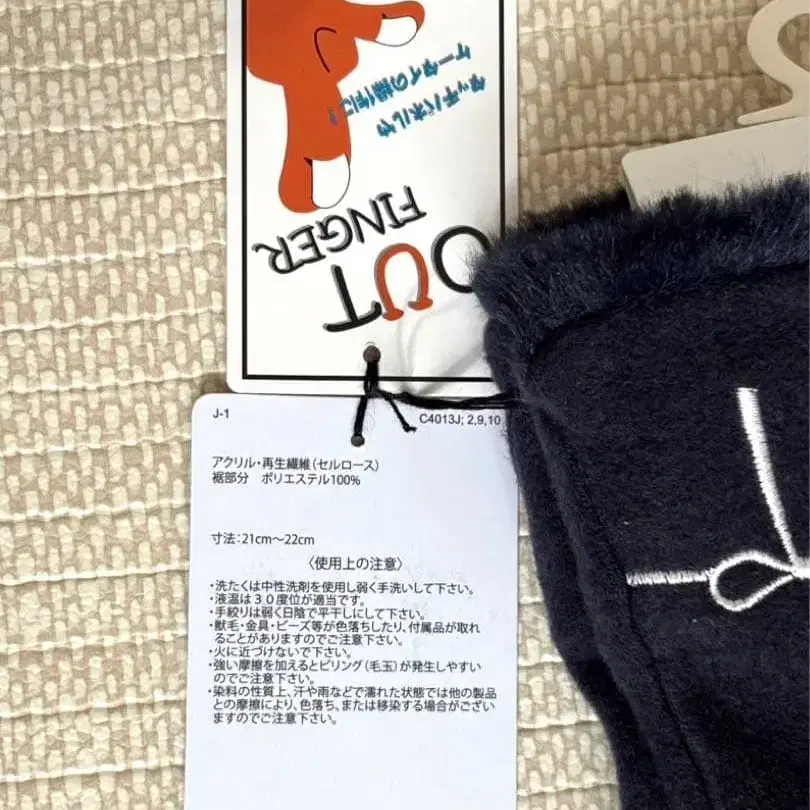 タッチパネルや
ケータイの操作に!
OUT
FINGER
J-1
C4013J; 2,9,10
アクリル・再生繊維(セルロース)
裾部分 ポリエステル100%
寸法:21cm～22cm
〈使用上の注意〉
・洗たくは中性洗剤を使用し弱く手洗いして下さい。
・液温は30度位が適当です。
・手絞りは弱く日陰で平干しにして下さい。
・獣毛・金具・ビーズ等が色落ちしたり、付属品が取れ
ることがありますのでご注意下さい。
・火に近づけないで下さい。
・強い摩擦を加えるとピリング(毛玉)が発生しやすい
のでご注意下さい。
・染料の性質上、汗や雨などで濡れた状態では他の製品
との摩擦により、色落ち、または移染する場合がござい
ますのでご注意下さい。